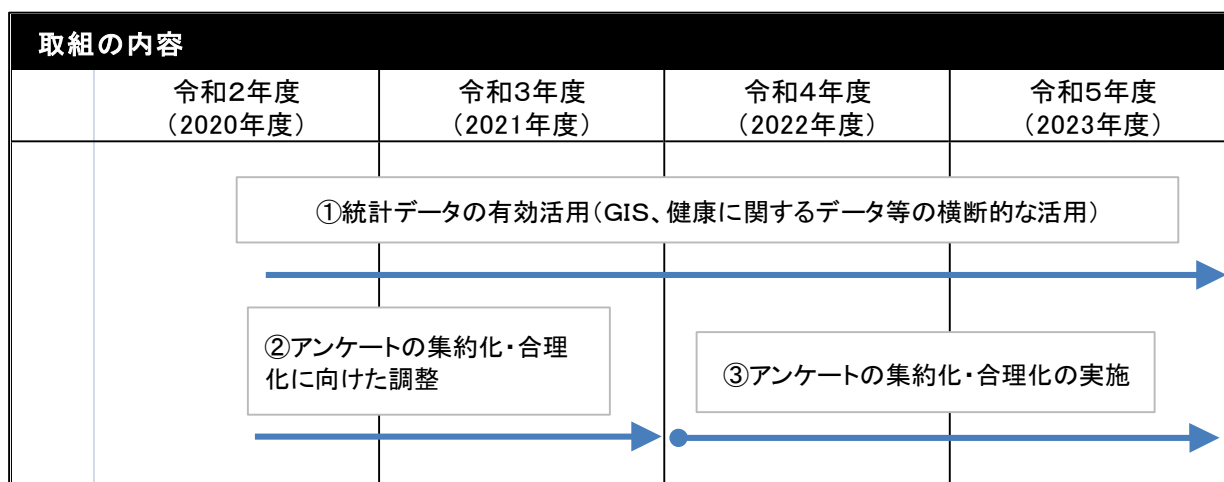 取組の内容
令和2年度
（2020年度）
令和3年度
（2021年度）
令和4年度
（2022年度）
令和5年度
（2023年度）
①統計データの有効活用（GIS、健康に関するデータ等の横断的な活用）
②アンケートの集約化・合理
化に向けた調整
③アンケートの集約化・合理化の実施